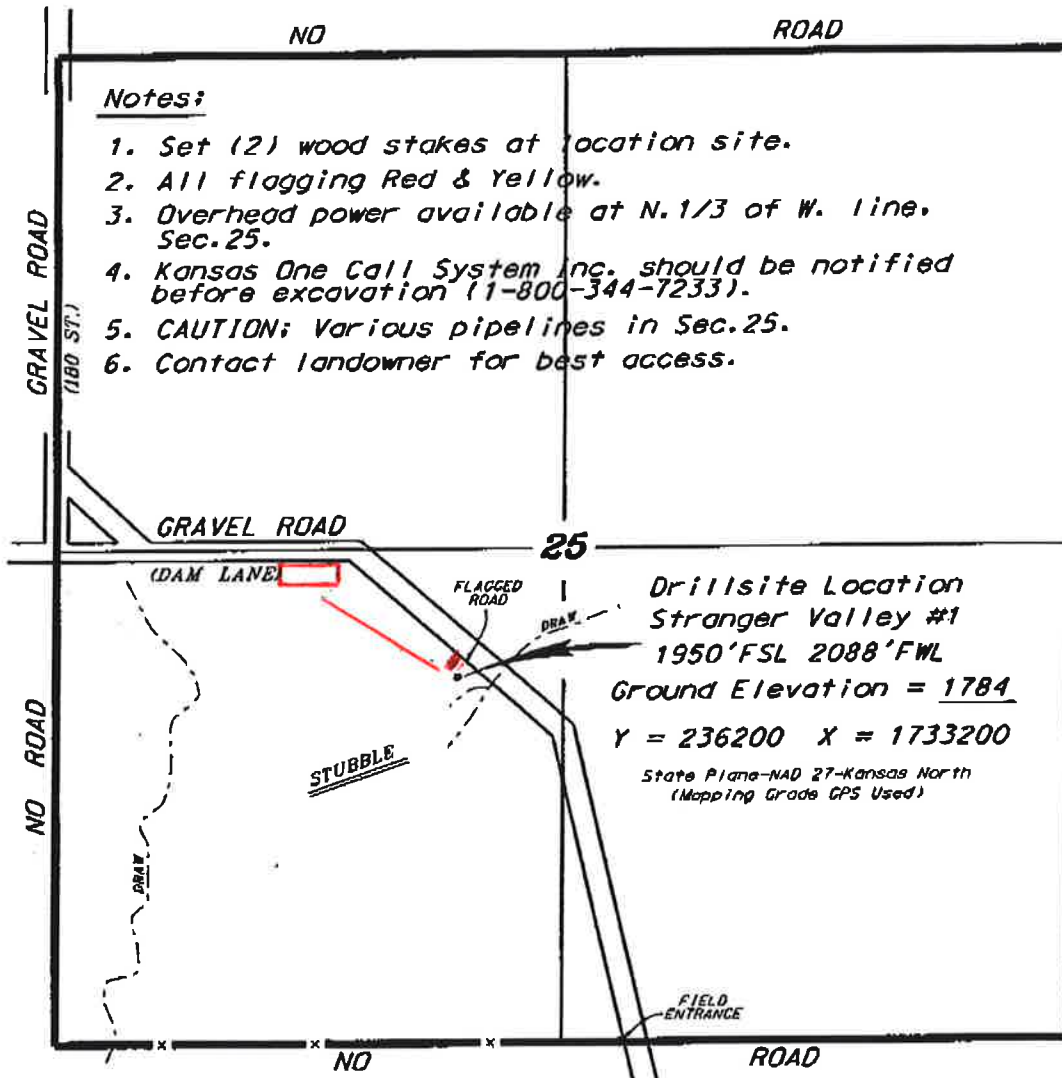 NO
ROAD
Notes:
1. Set (2) wood stakes at location site.
2. All flagging Red & Yellow.
3. Overhead power available at N. 1/3 of W. line.
Sec.25.
4. Kansas One Call System Inc. should be notified
before excavation (1-800-344-7233).
5. CAUTION: Various pipelines in Sec.25.
6. Contact landowner for best access.
GRAVEL ROAD
(180 ST.)
GRAVEL ROAD
25
(DAM LANE)
FLAGGED
ROAD
DRAW
Drillsite Location
Stranger Valley #1
1950'FSL 2088'FWL
Ground Elevation = 1784
Y = 236200 X = 1733200
State Plane-NAD 27-Kansas North
(Mapping Grade GPS Used)
STUBBLE
NO ROAD
DRAW
FIELD
ENTRANCE
NO
ROAD